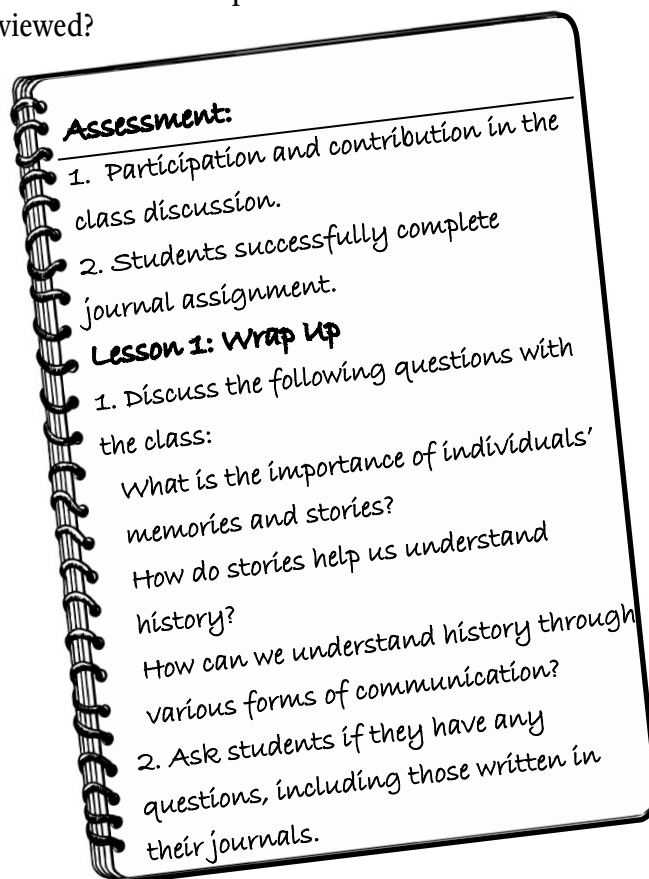 viewed?
Assessment:
1. Participation and contribution in the
class discussion.
2. Students successfully complete
journal assignment.
Lesson 1: Wrap Up
1. Discuss the following questions with
the class:
What is the importance of individuals'
memories and stories?
How do stories help us understand
history?
How can we understand history through
various forms of communication?
2. Ask students if they have any
questions, including those written in
their journals.